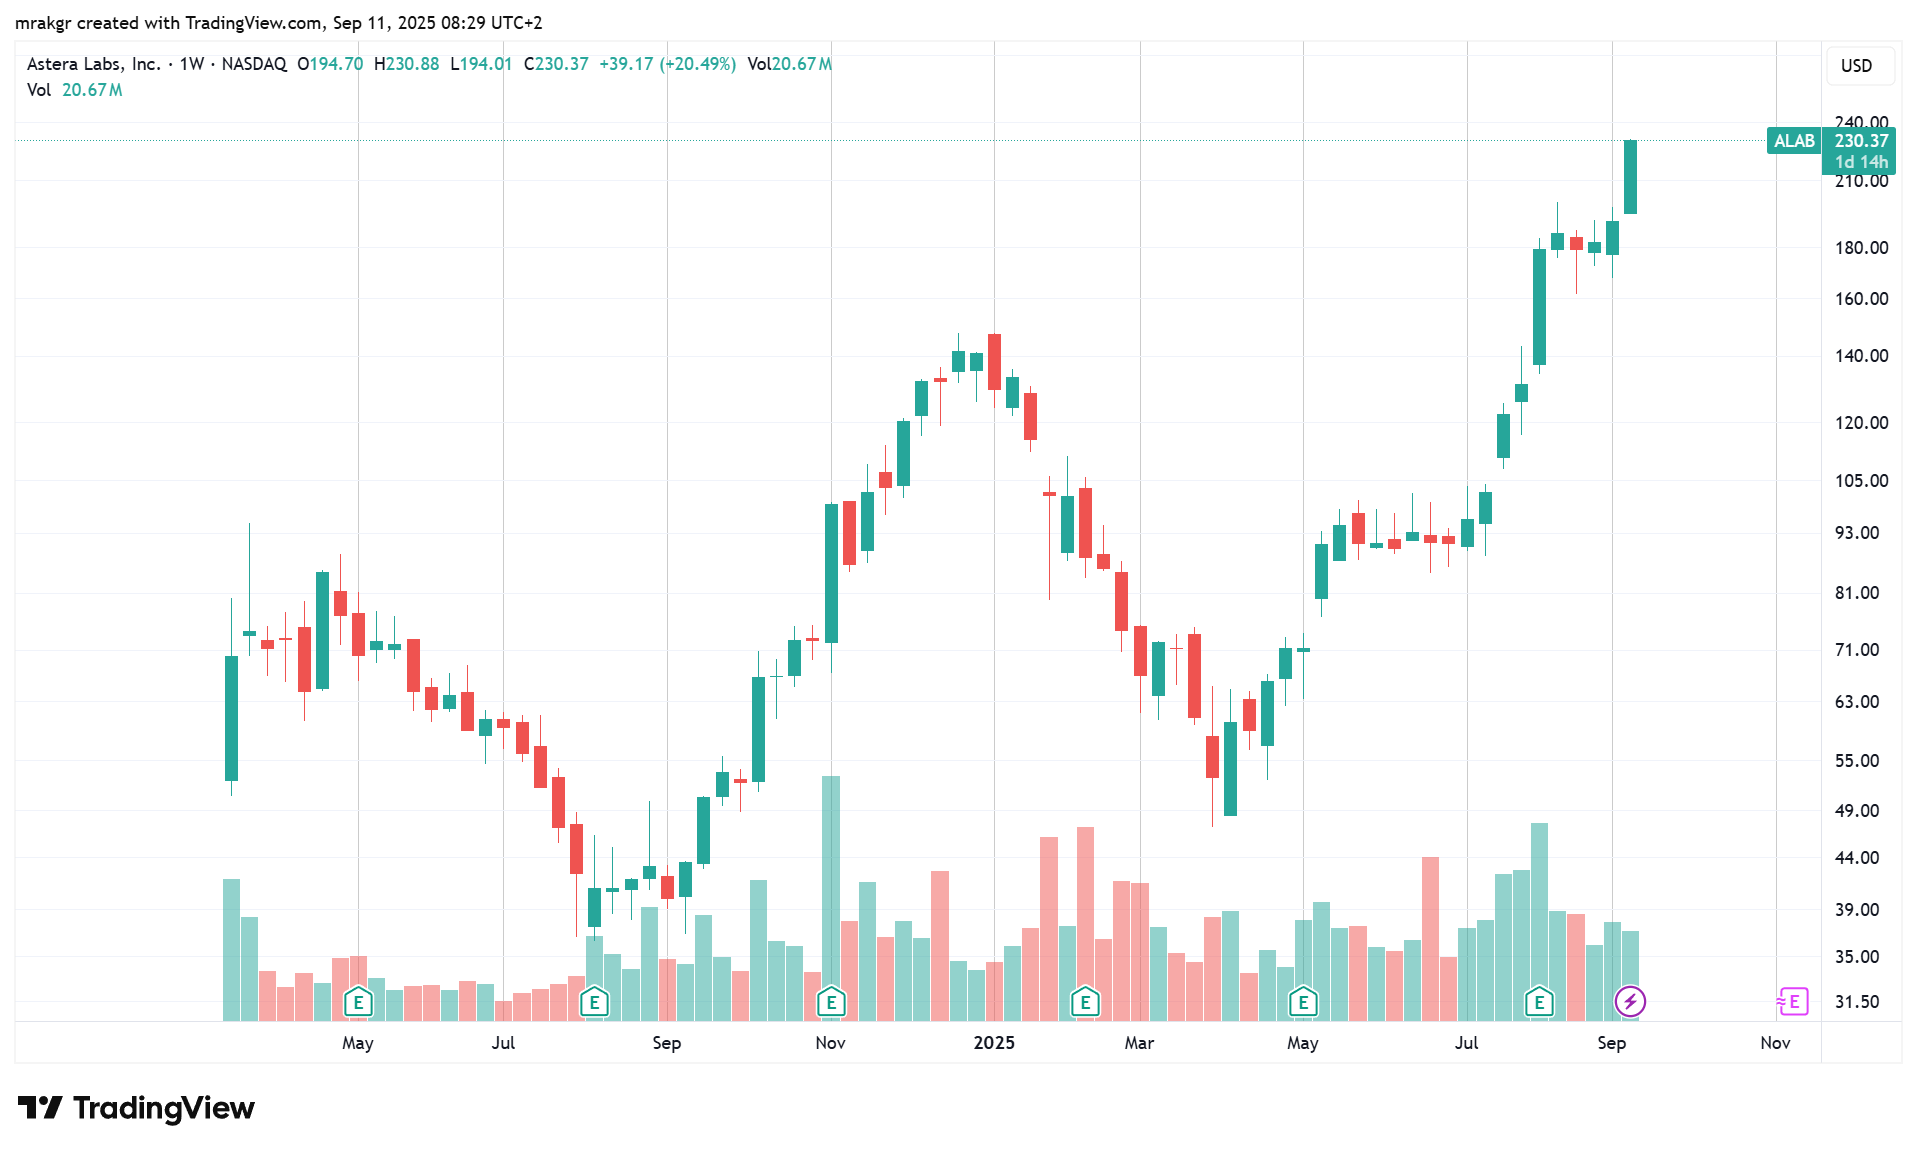 mrakgr created with TradingView.com, Sep 11, 2025 08:29 UTC+2
Astera Labs, Inc. · 1W · NASDAQ O194.70 H230.88 L194.01 C230.37 +39.17 (+20.49%) Vol20.67M
Vol 20.67M
USD
240.00
ALAB 230.37
1d 14h
210.00
180.00
160.00
140.00
120.00
105.00
93.00
81.00
71.00
63.00
55.00
49.00
44.00
39.00
35.00
31.50
E E E E E E E
May Jul Sep Nov 2025 Mar May Jul Sep Nov
TradingView